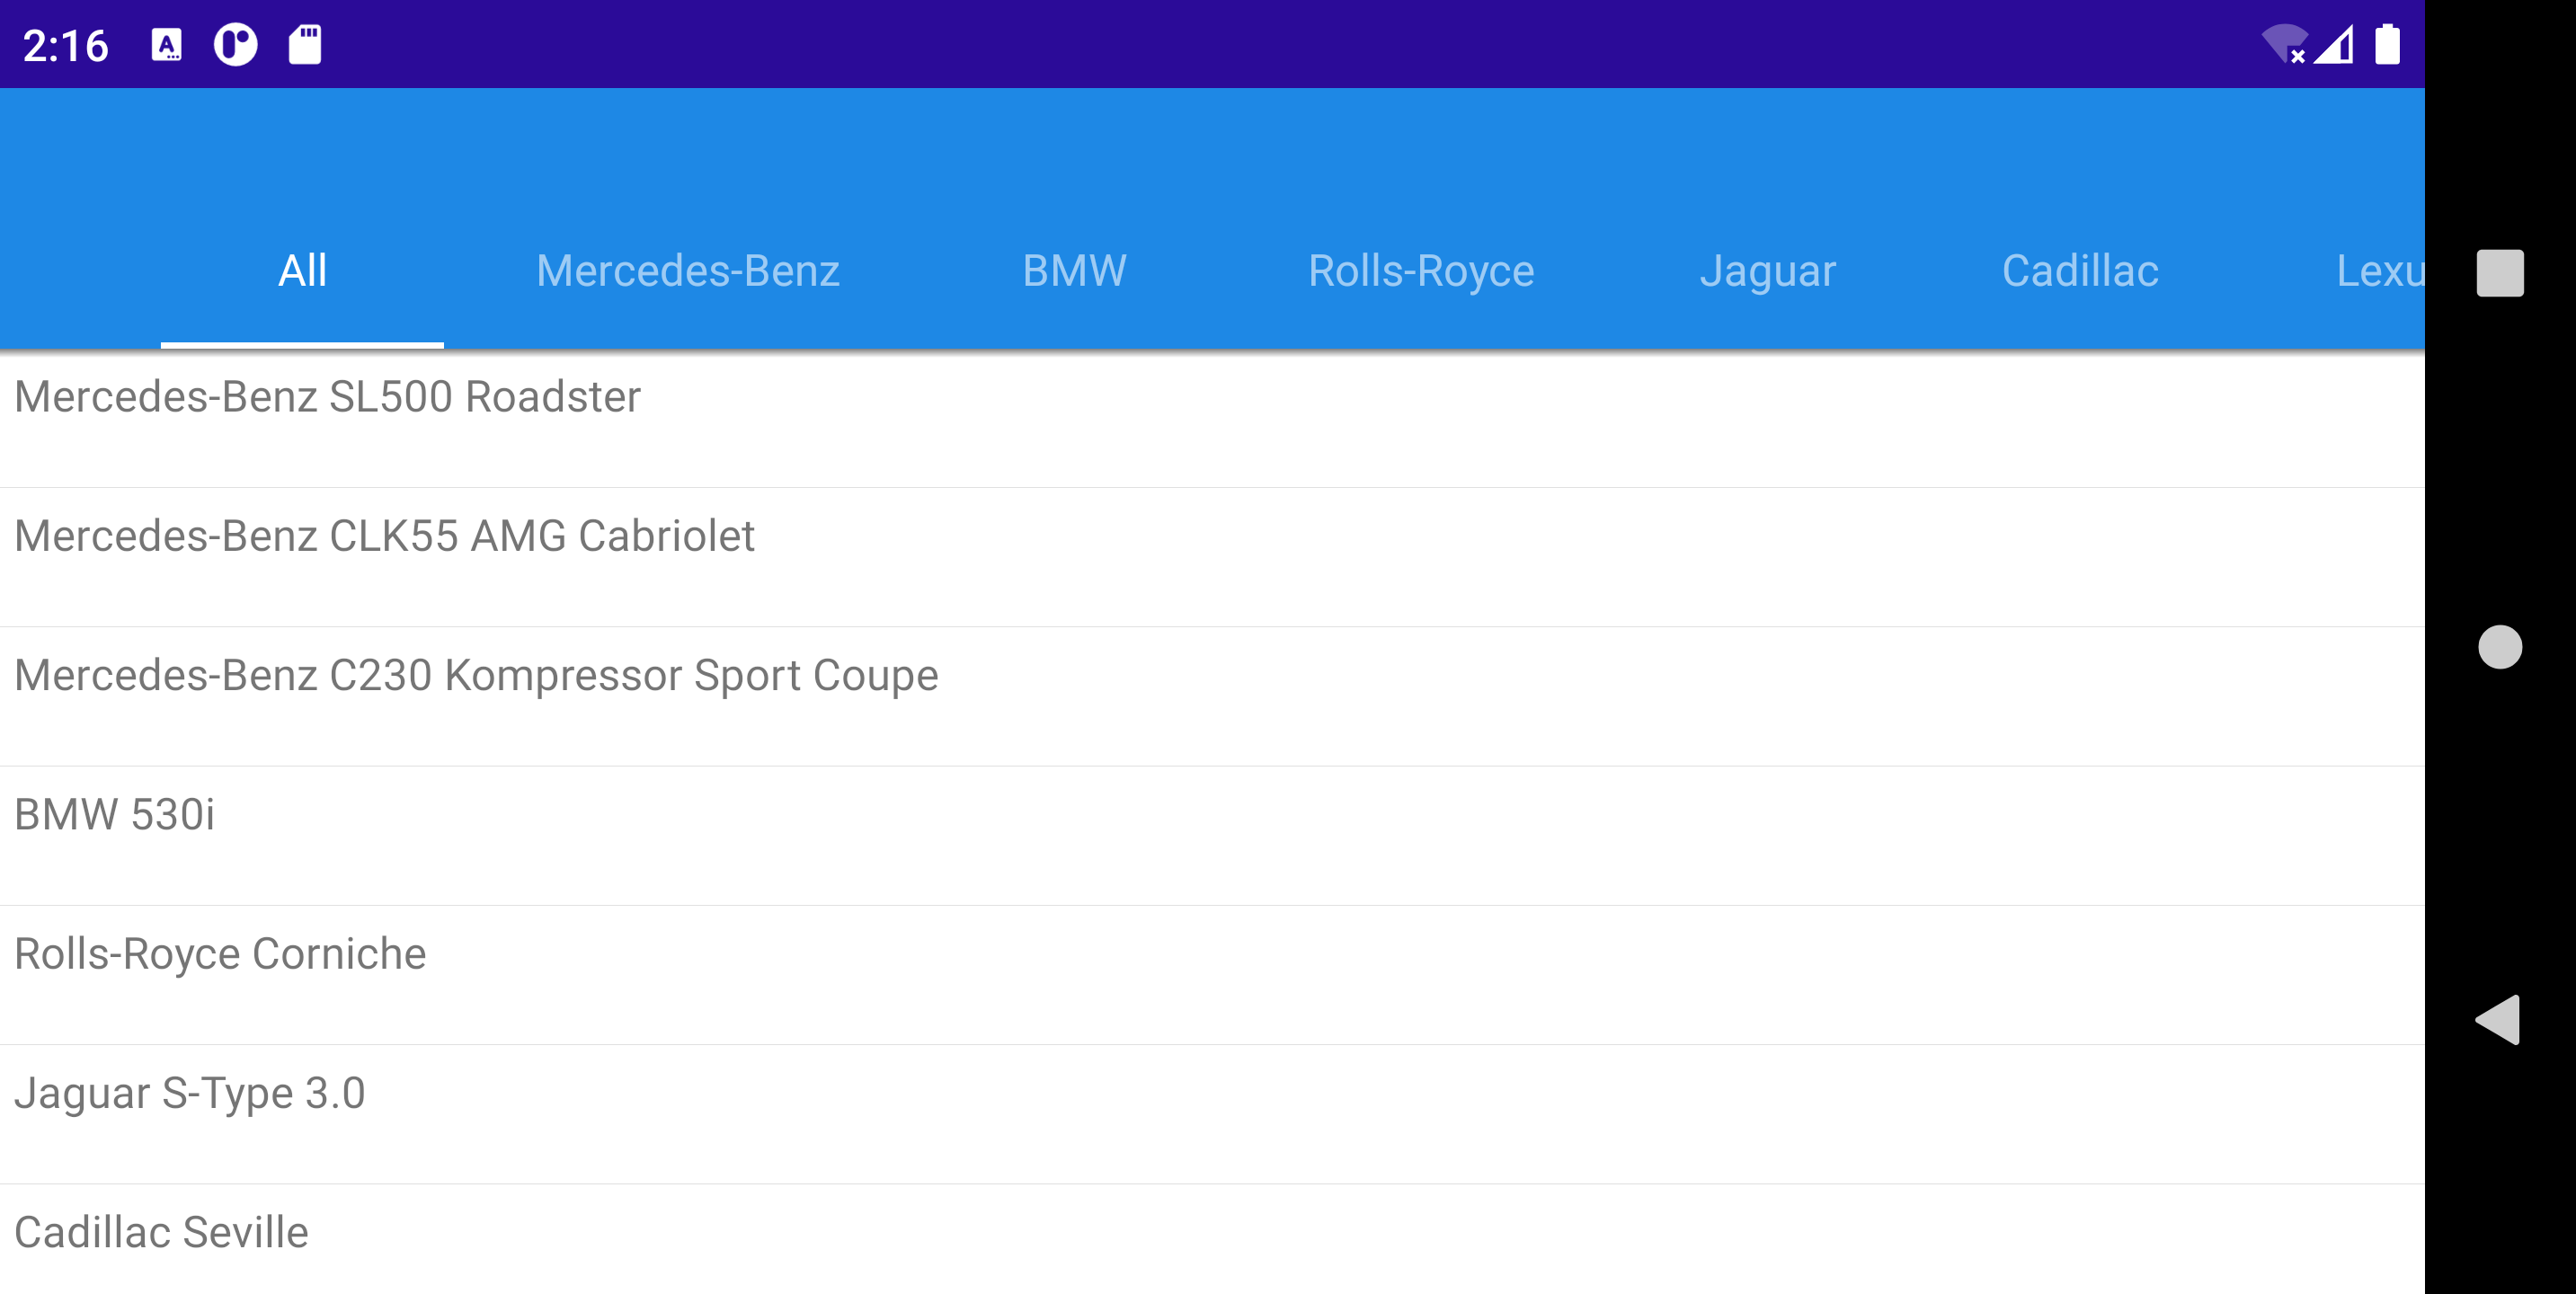 2:16
All Mercedes-Benz BMW Rolls-Royce Jaguar Cadillac Lexu
Mercedes-Benz SL500 Roadster
Mercedes-Benz CLK55 AMG Cabriolet
Mercedes-Benz C230 Kompressor Sport Coupe
BMW 530i
Rolls-Royce Corniche
Jaguar S-Type 3.0
Cadillac Seville